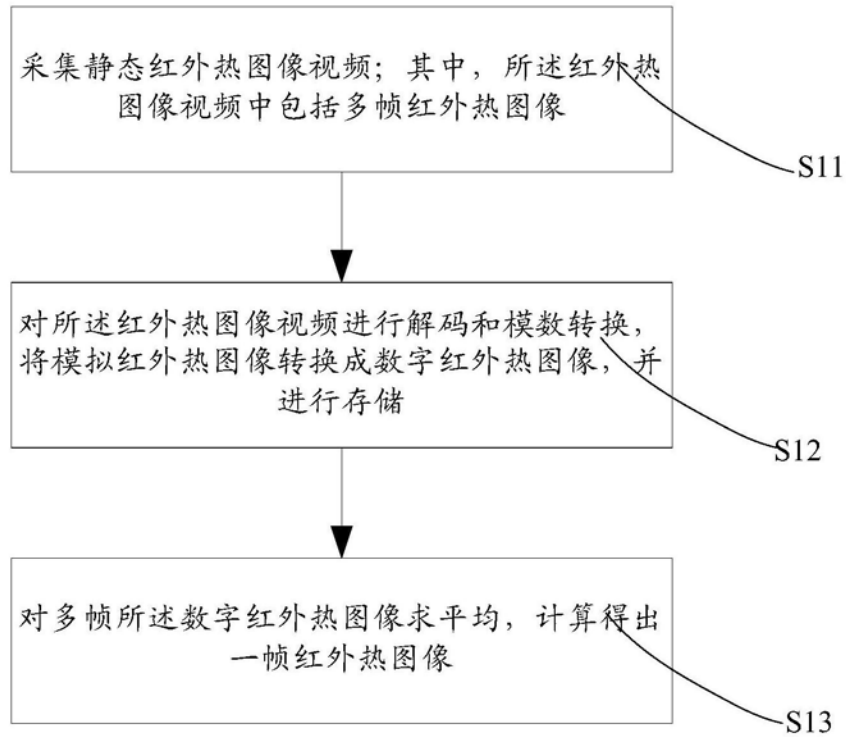 采集静态红外热图像视频；其中，所述红外热
图像视频中包括多帧红外热图像
S11
对所述红外热图像视频进行解码和模数转换，
将模拟红外热图像转换成数字红外热图像，并
进行存储
S12
对多帧所述数字红外热图像求平均，计算得出
一帧红外热图像
S13